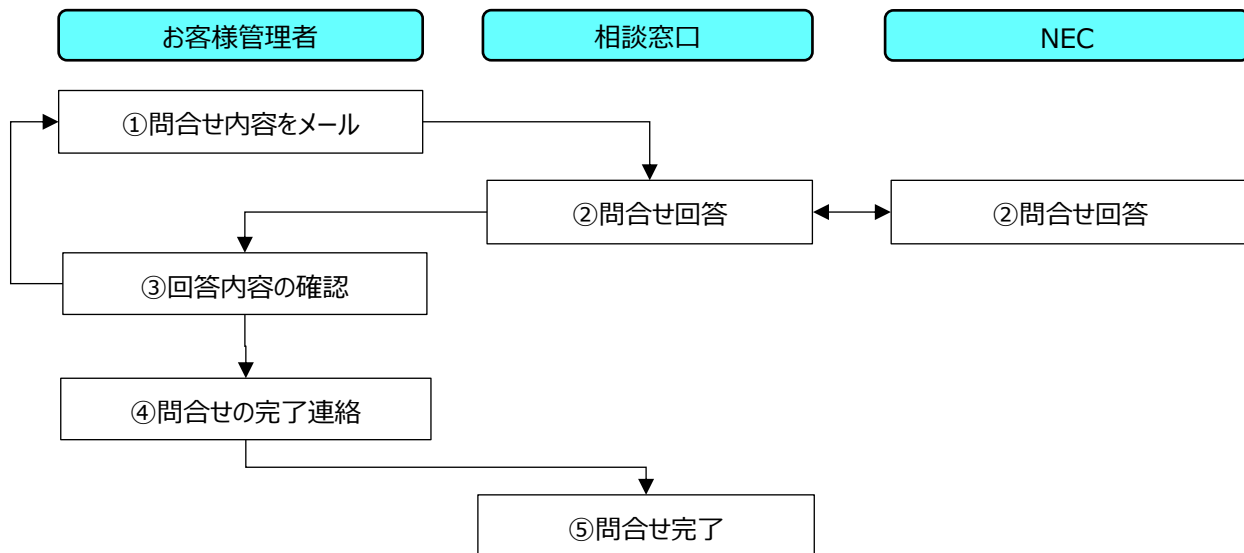 お客様管理者
相談窓口
NEC
①問合せ内容をメール
②問合せ回答
②問合せ回答
③回答内容の確認
④問合せの完了連絡
⑤問合せ完了